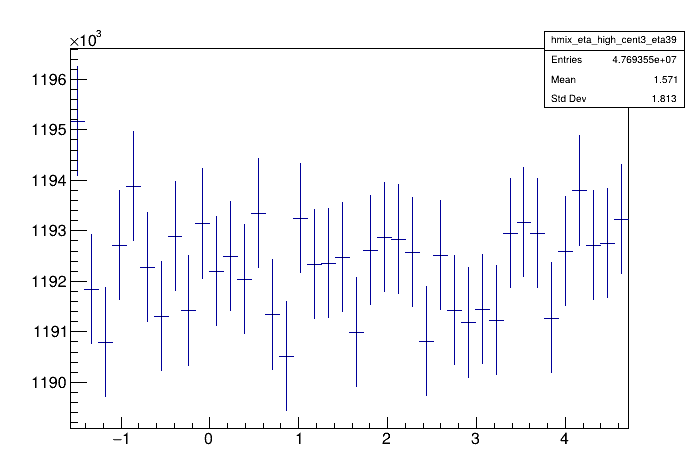 ×10³
hmix_eta_high_cent3_eta39
Entries 4.769355e+07
Mean 1.571
Std Dev 1.813
1196
1195
1194
1193
1192
1191
1190
−1 0 1 2 3 4